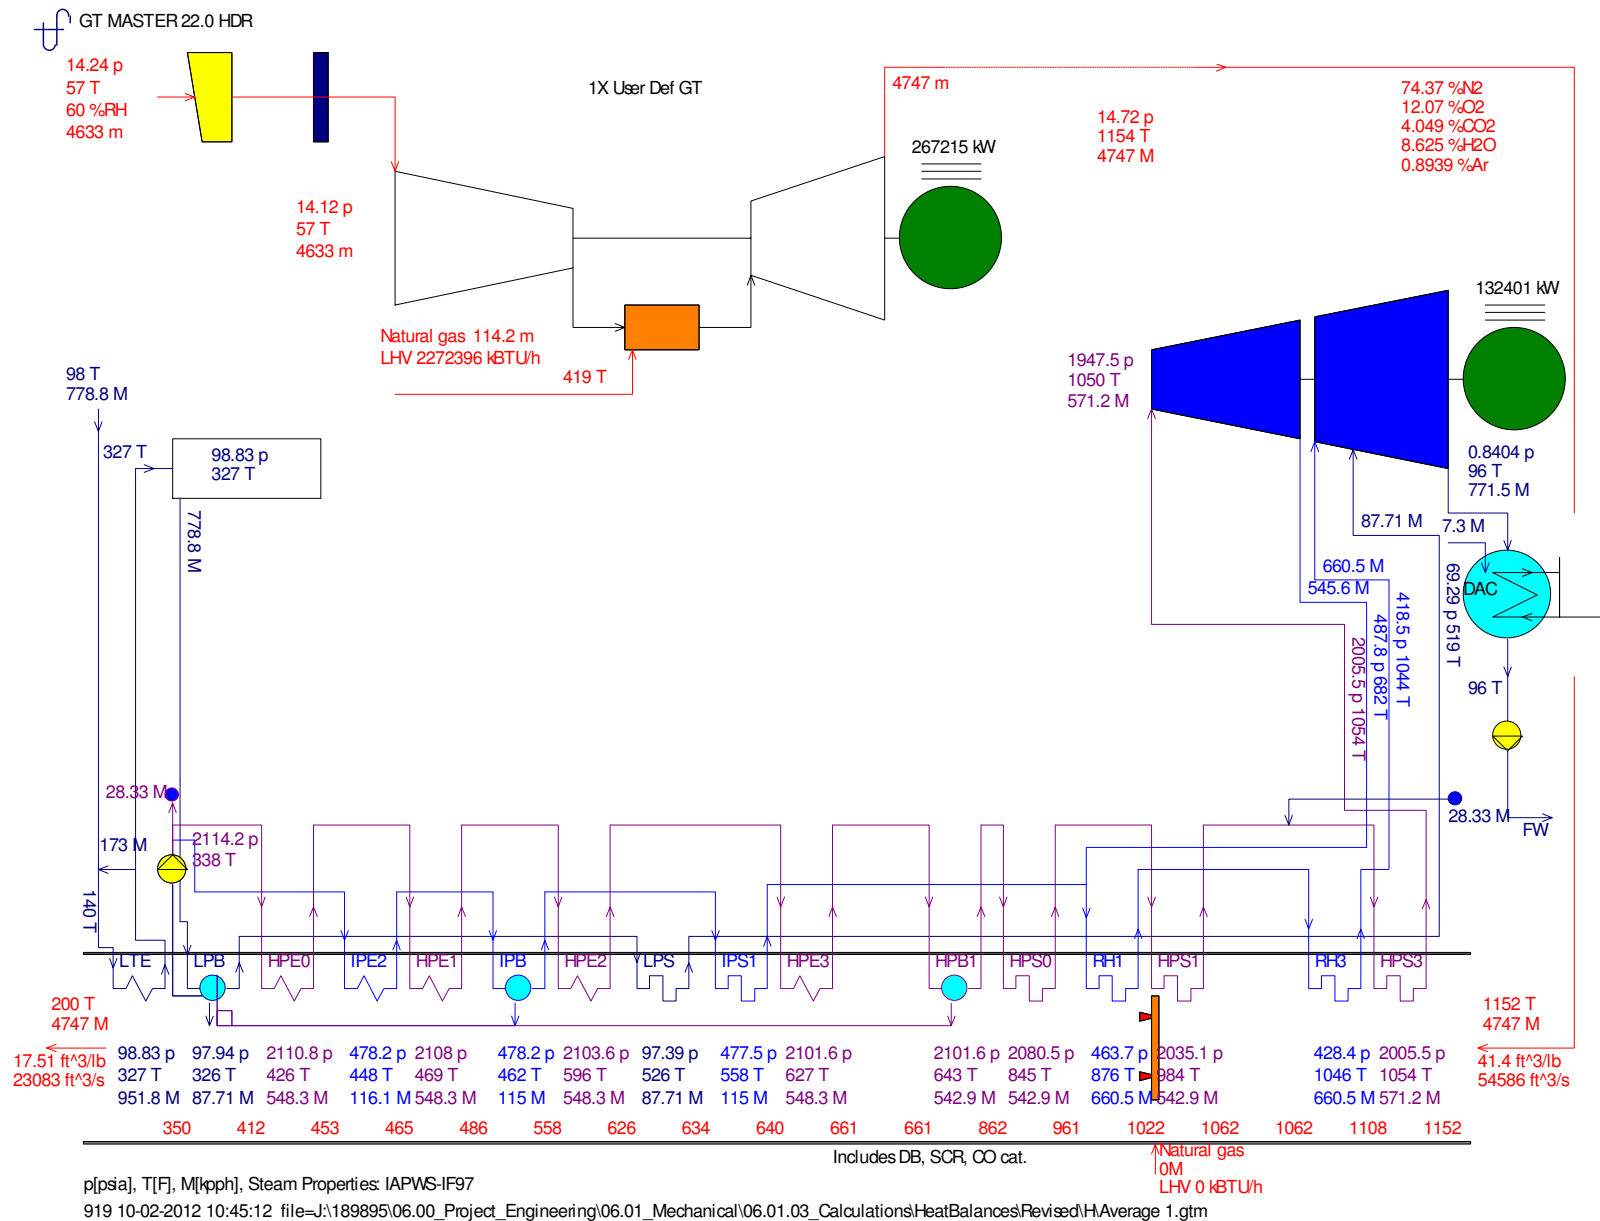 GT MASTER 22.0 HDR
14.24 p
57 T
60 %RH
4633 m
1X User Def GT
4747 m
14.72 p
1154 T
4747 M
74.37 %N2
12.07 %O2
4.049 %CO2
8.625 %H2O
0.8939 %Ar
267215 kW
14.12 p
57 T
4633 m
Natural gas 114.2 m
LHV 2272396 kBTU/h
419 T
132401 kW
1947.5 p
1050 T
571.2 M
98 T
778.8 M
327 T
98.83 p
327 T
778.8 M
0.8404 p
96 T
771.5 M
87.71 M
7.3 M
660.5 M
545.6 M
69.29 p 519 T
DAC
418.5 p 1044 T
487.8 p 682 T
2005.5 p 1054 T
96 T
28.33 M
28.33 M
FW
173 M
2114.2 p
338 T
140 T
LTE
LPB
HPE0
IPE2
HPE1
IPB
HPE2
LPS
IPS1
HPE3
HPB1
HPS0
RH1
HPS1
RH3
HPS3
200 T
4747 M
17.51 ft^3/lb
23083 ft^3/s
1152 T
4747 M
41.4 ft^3/lb
54586 ft^3/s
98.83 p 97.94 p 2110.8 p 478.2 p 2108 p 478.2 p 2103.6 p 97.39 p 477.5 p 2101.6 p 2101.6 p 2080.5 p 463.7 p 2035.1 p 428.4 p 2005.5 p
327 T 326 T 426 T 448 T 469 T 462 T 596 T 526 T 558 T 627 T 643 T 845 T 876 T 984 T 1046 T 1054 T
951.8 M 87.71 M 548.3 M 116.1 M 548.3 M 115 M 548.3 M 87.71 M 115 M 548.3 M 542.9 M 542.9 M 660.5 M 542.9 M 660.5 M 571.2 M
350 412 453 465 486 558 626 634 640 661 661 862 961 1022 1062 1062 1108 1152
Includes DB, SCR, CO cat.
Natural gas
0M
LHV 0 kBTU/h
p[psia], T[F], M[kpph], Steam Properties: IAPWS-IF97
919 10-02-2012 10:45:12 file=J:\189895\06.00_Project_Engineering\06.01_Mechanical\06.01.03_Calculations\HeatBalances\Revised\H\Average 1.gtm